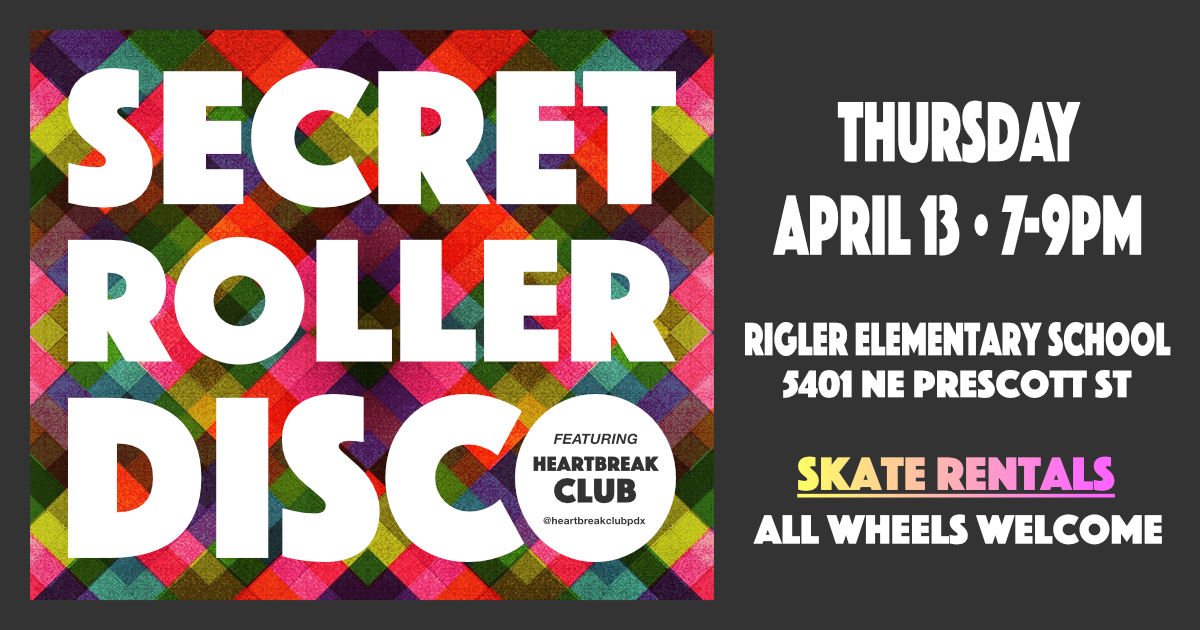 SECRET
ROLLER
DISCO
FEATURING
HEARTBREAK
CLUB
@heartbreakclubpdx
THURSDAY
APRIL 13 • 7-9PM
RIGLER ELEMENTARY SCHOOL
5401 NE PRESCOTT ST
SKATE RENTALS
ALL WHEELS WELCOME